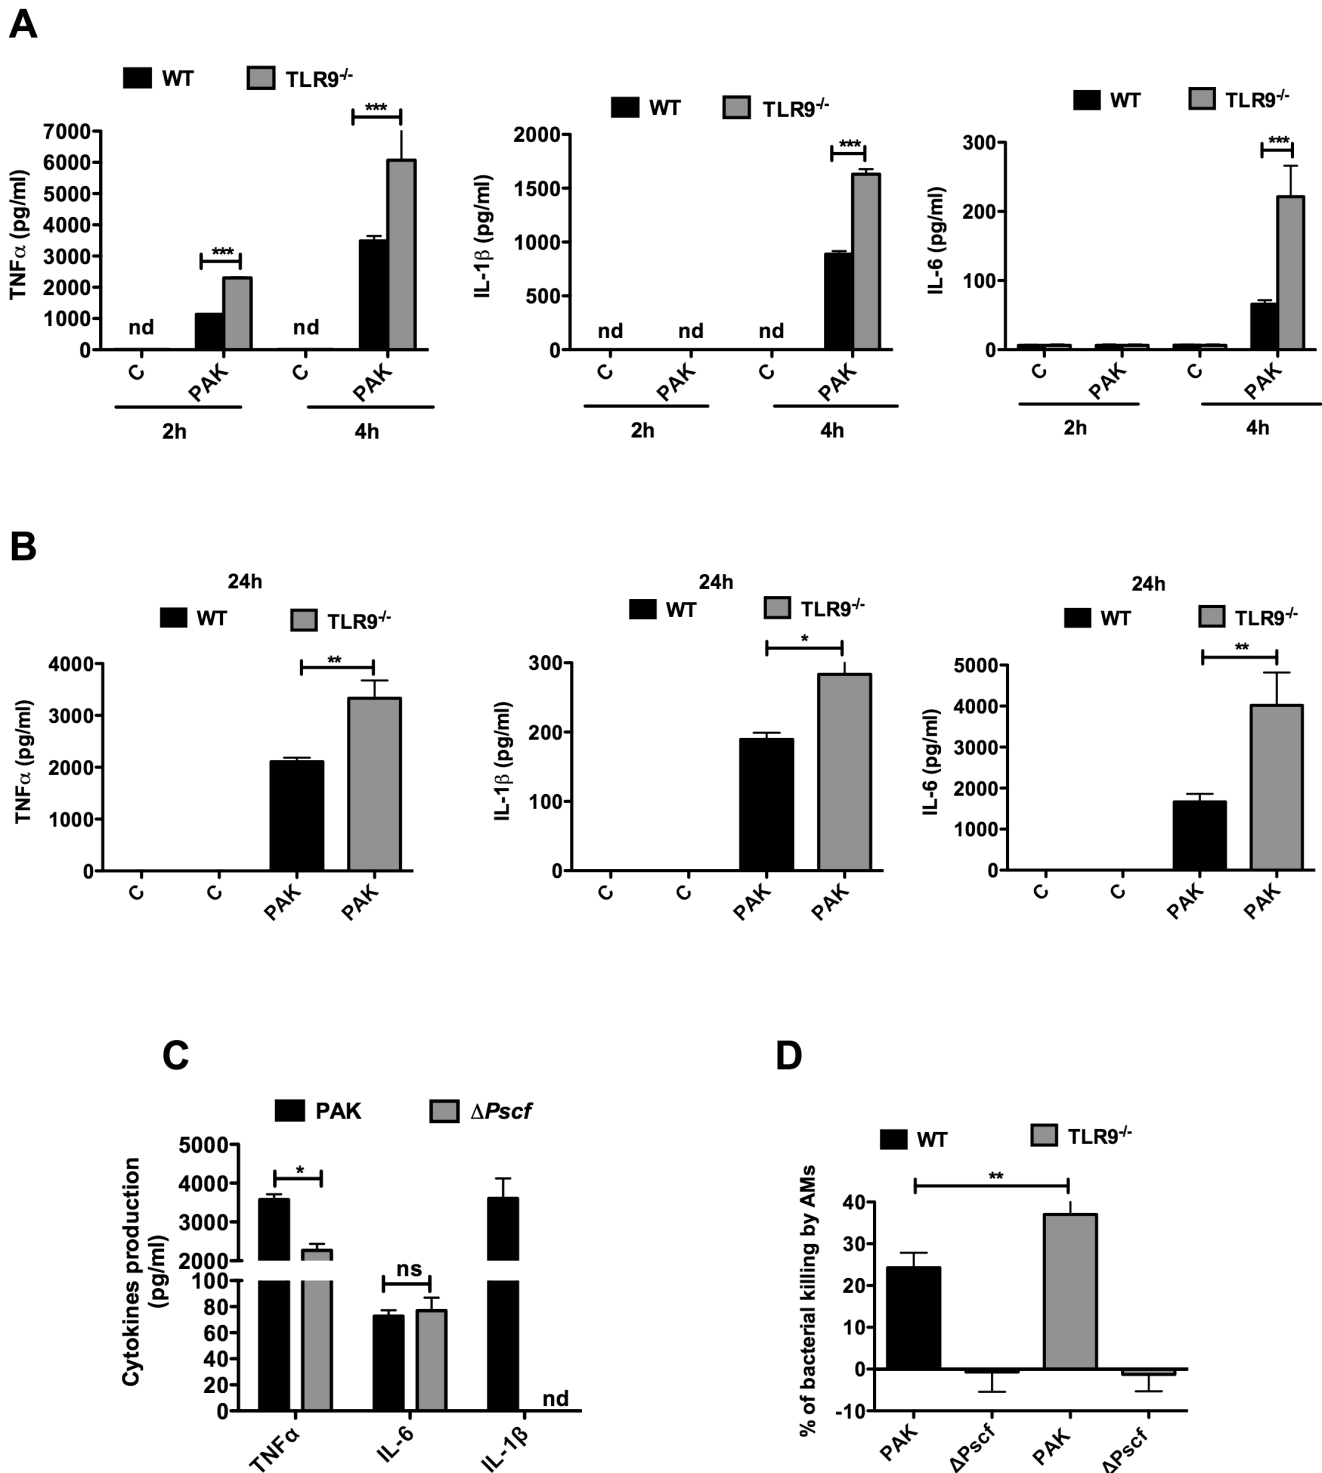 A
WT TLR9-/-
TNFα (pg/ml)
7000
6000
5000
4000
3000
2000
1000
0
***
***
nd nd
C PAK C PAK
2h 4h
WT TLR9-/-
IL-1β (pg/ml)
2000
1500
1000
500
0
***
nd nd nd
C PAK C PAK
2h 4h
WT TLR9-/-
IL-6 (pg/ml)
300
200
100
0
***
C PAK C PAK
2h 4h
B
24h
WT TLR9-/-
TNFα (pg/ml)
4000
3000
2000
1000
0
**
C C PAK PAK
24h
WT TLR9-/-
IL-1β (pg/ml)
300
200
100
0
*
C C PAK PAK
24h
WT TLR9-/-
IL-6 (pg/ml)
5000
4000
3000
2000
1000
0
**
C C PAK PAK
C
PAK ΔPscf
Cytokines production
(pg/ml)
5000
4000
3000
2000
100
80
60
40
20
0
*
ns
nd
TNFα IL-6 IL-1β
D
WT TLR9-/-
% of bacterial killing by AMs
40
30
20
10
0
-10
**
PAK ΔPscf PAK ΔPscf